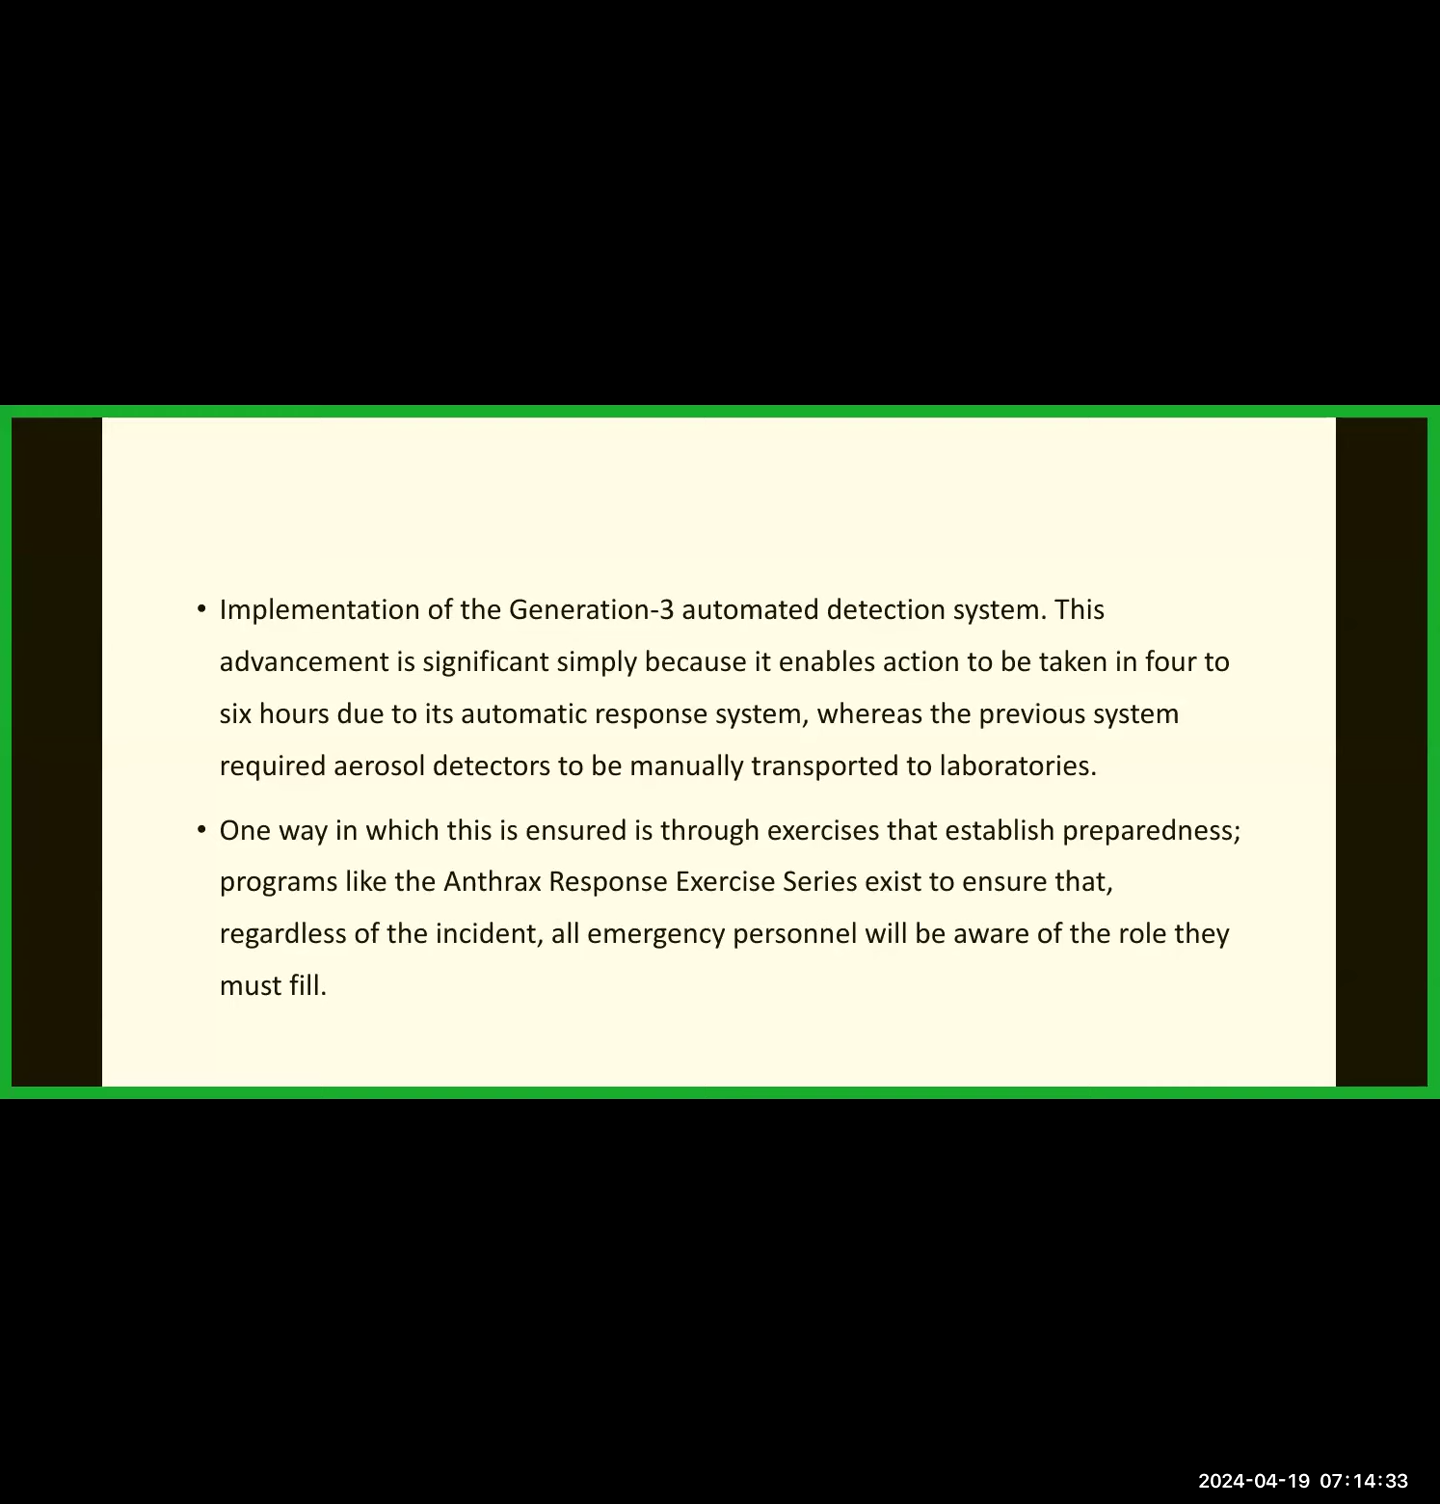 • Implementation of the Generation-3 automated detection system. This
advancement is significant simply because it enables action to be taken in four to
six hours due to its automatic response system, whereas the previous system
required aerosol detectors to be manually transported to laboratories.
• One way in which this is ensured is through exercises that establish preparedness;
programs like the Anthrax Response Exercise Series exist to ensure that,
regardless of the incident, all emergency personnel will be aware of the role they
must fill.
2024-04-19 07:14:33